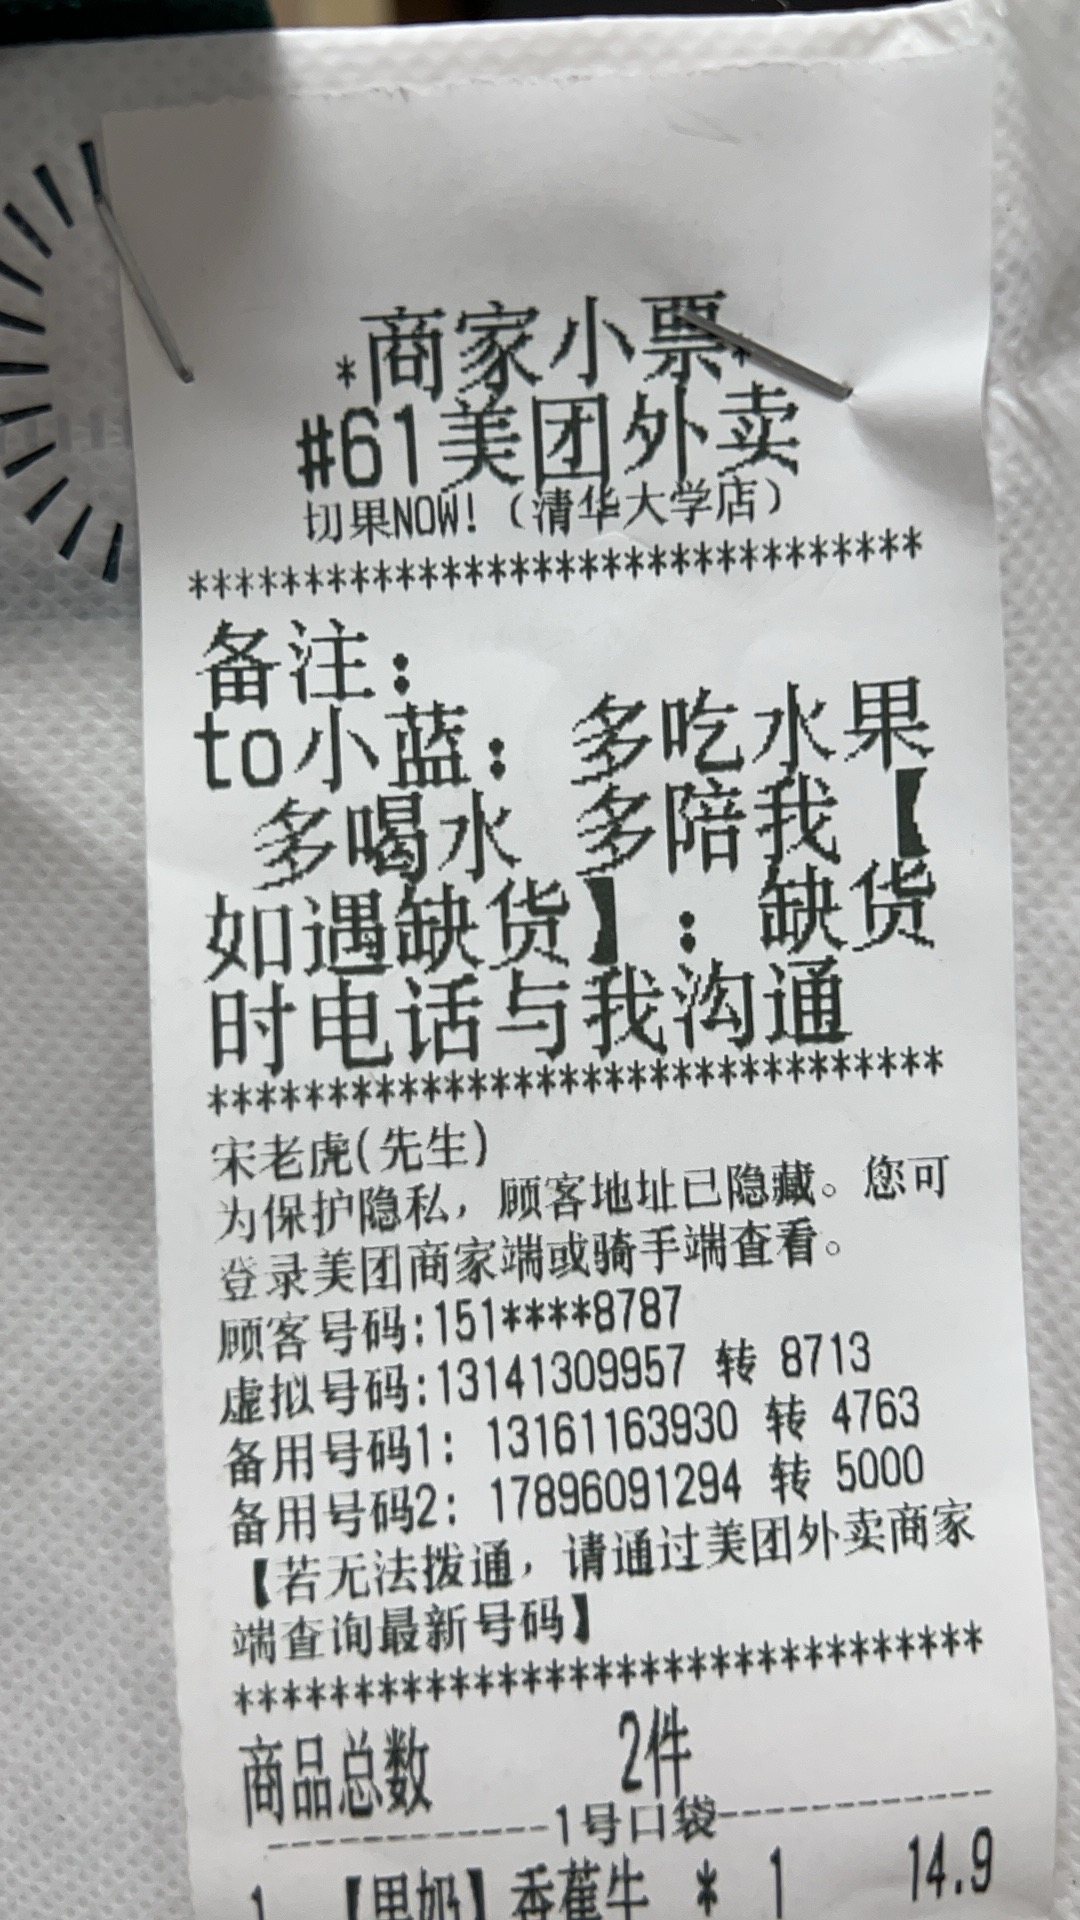 *商家小票*
#61美团外卖
切果NOW!（清华大学店）
*******************************
备注：
to小蓝：多吃水果
多喝水 多陪我【
如遇缺货】：缺货
时电话与我沟通
*******************************
宋老虎(先生)
为保护隐私，顾客地址已隐藏。您可
登录美团商家端或骑手端查看。
顾客号码:151****8787
虚拟号码:13141309957 转 8713
备用号码1: 13161163930 转 4763
备用号码2: 17896091294 转 5000
【若无法拨通，请通过美团外卖商家
端查询最新号码】
*******************************
商品总数 2件
------------1号口袋------------
1 【果奶】香蕉牛 * 1 14.9